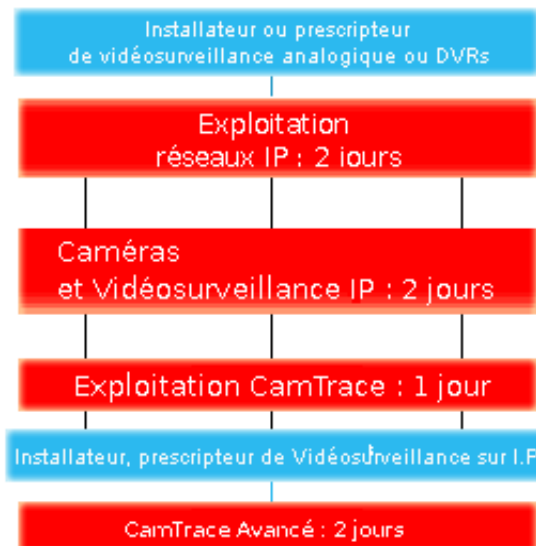 Installateur ou prescripteur
de vidéosurveillance analogique ou DVRs
Exploitation
réseaux IP : 2 jours
Caméras
et Vidéosurveillance IP : 2 jours
Exploitation CamTrace : 1 jour
Installateur, prescripteur de Vidéosurveillance sur I.P
CamTrace Avancé : 2 jours